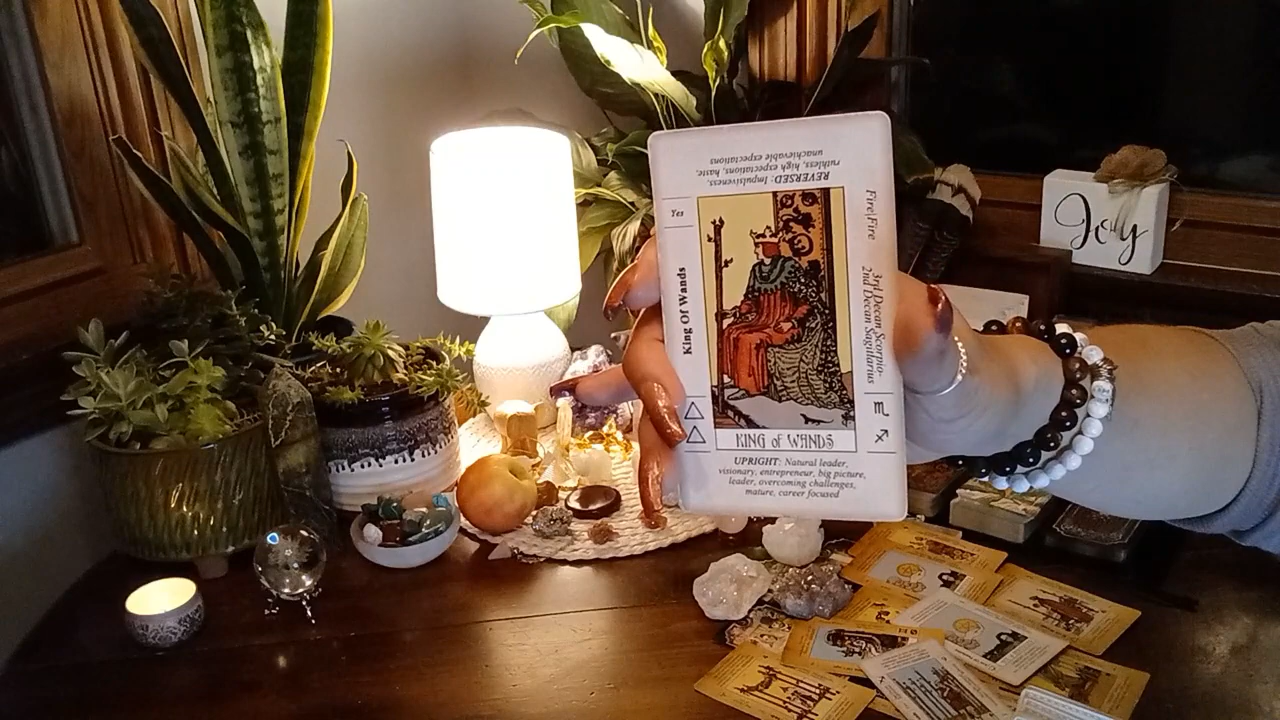 REVERSED: Impulsiveness,
ruthless, high expectations, haste,
unachievable expectations
Yes
King Of Wands
Fire|Fire
3rd Decan Scorpio-
2nd Decan Sagittarius
♏
♐
KING of WANDS
UPRIGHT: Natural leader,
visionary, entrepreneur, big picture,
leader, overcoming challenges,
mature, career focused
Joy